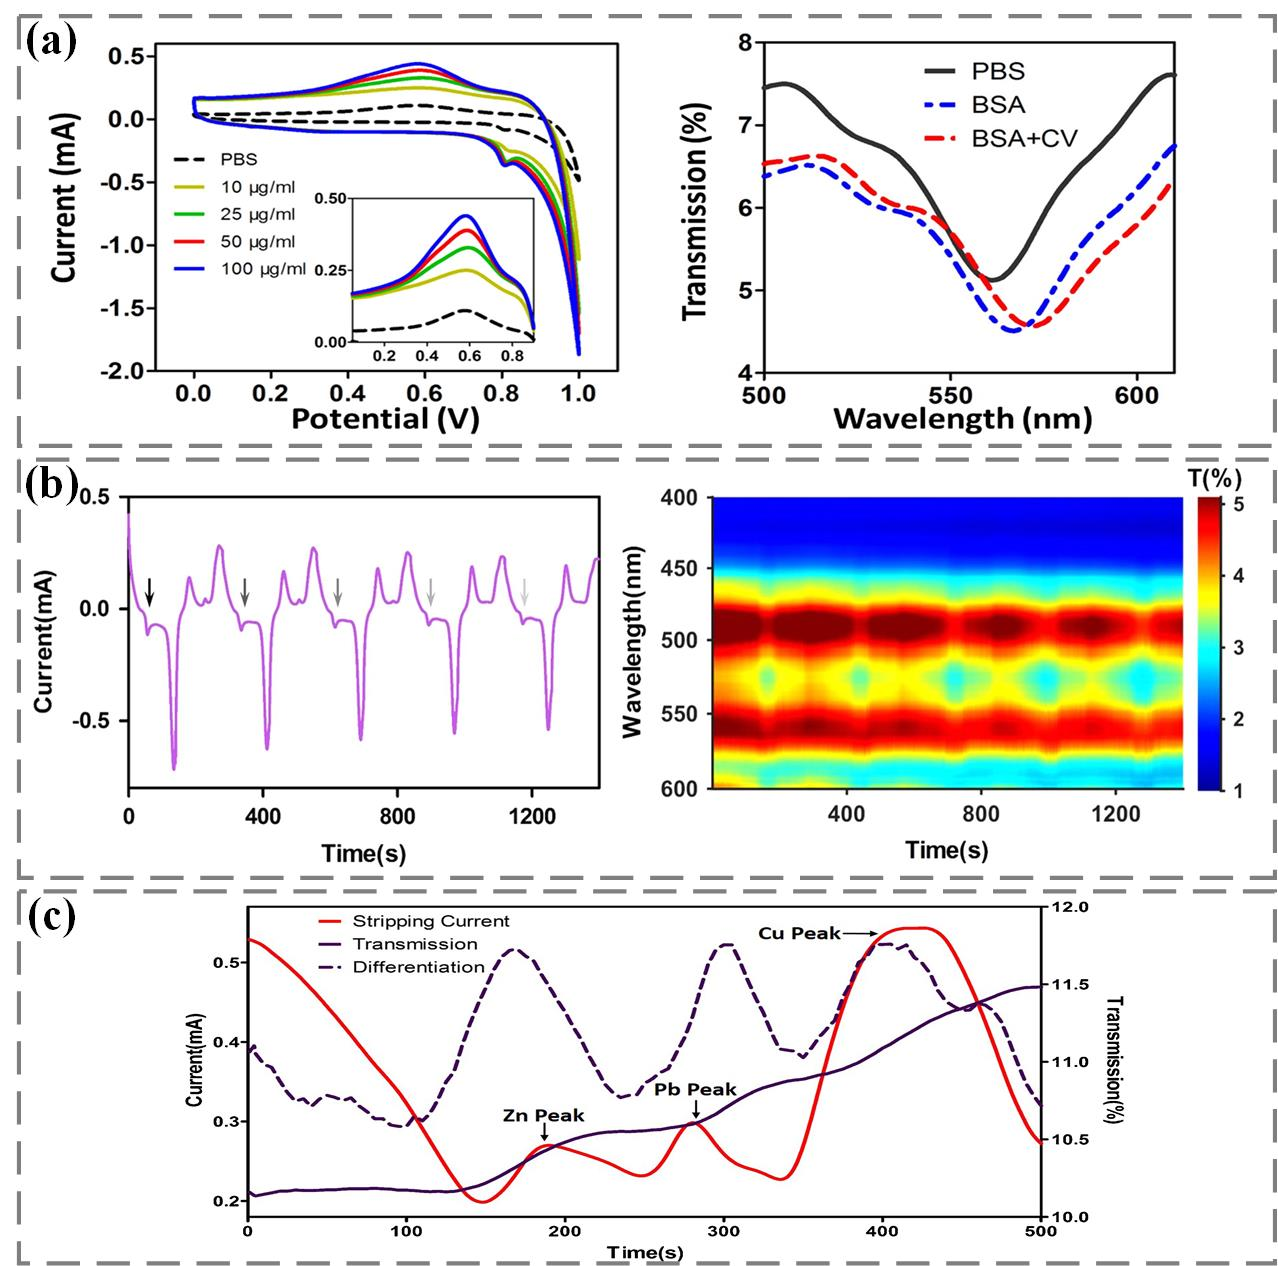 (a)
0.5
0.0
-0.5
-1.0
-1.5
-2.0
Current (mA)
PBS
10 μg/ml
25 μg/ml
50 μg/ml
100 μg/ml
0.50
0.25
0.00
0.2 0.4 0.6 0.8
0.0 0.2 0.4 0.6 0.8 1.0
Potential (V)
8
7
6
5
4
Transmission (%)
PBS
BSA
BSA+CV
500 550 600
Wavelength (nm)
(b)
0.5
0.0
-0.5
Current(mA)
0 400 800 1200
Time(s)
400
450
500
550
600
Wavelength(nm)
400 800 1200
Time(s)
T(%)
5
4
3
2
1
(c)
Stripping Current
Transmission
Differentiation
Cu Peak
Pb Peak
Zn Peak
0.5
0.4
0.3
0.2
Current(mA)
12.0
11.5
11.0
10.5
10.0
Transmission(%)
0 100 200 300 400 500
Time(s)